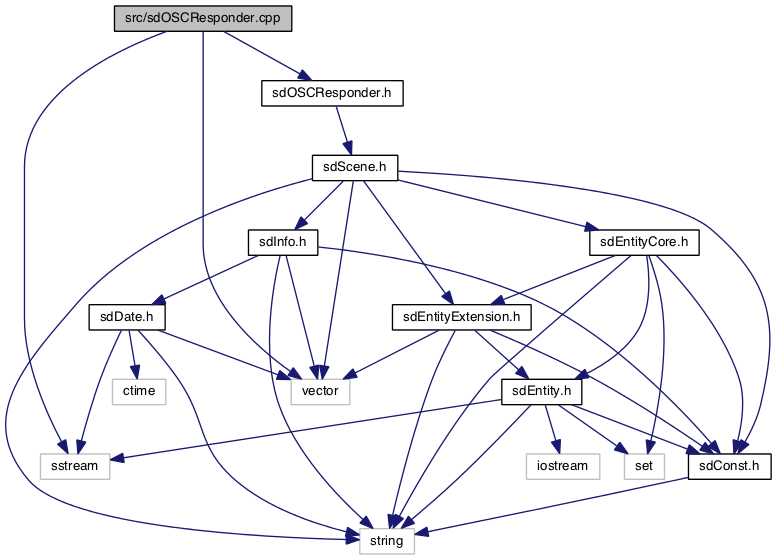 src/sdOSCResponder.cpp
sdOSCResponder.h
sdScene.h
sdInfo.h
sdEntityCore.h
sdDate.h
sdEntityExtension.h
ctime
vector
sdEntity.h
sstream
iostream
set
sdConst.h
string